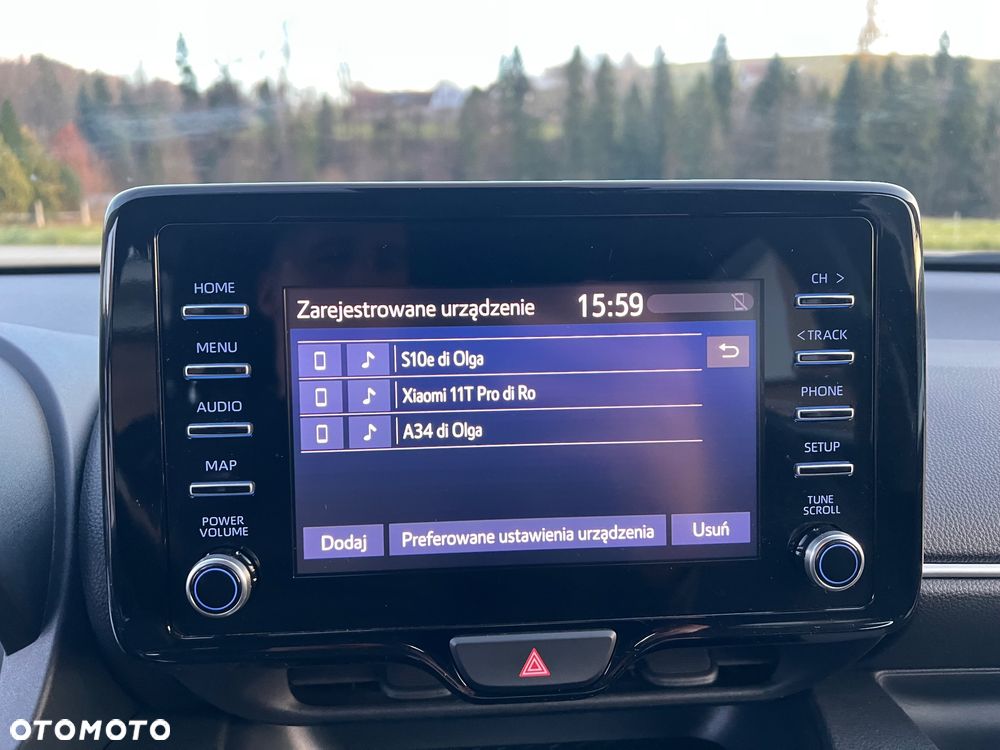 HOME
MENU
AUDIO
MAP
POWER
VOLUME
Zarejestrowane urządzenie 15:59
S10e di Olga
Xiaomi 11T Pro di Ro
A34 di Olga
Dodaj Preferowane ustawienia urządzenia Usuń
CH >
< TRACK
PHONE
SETUP
TUNE
SCROLL
OTOMOTO